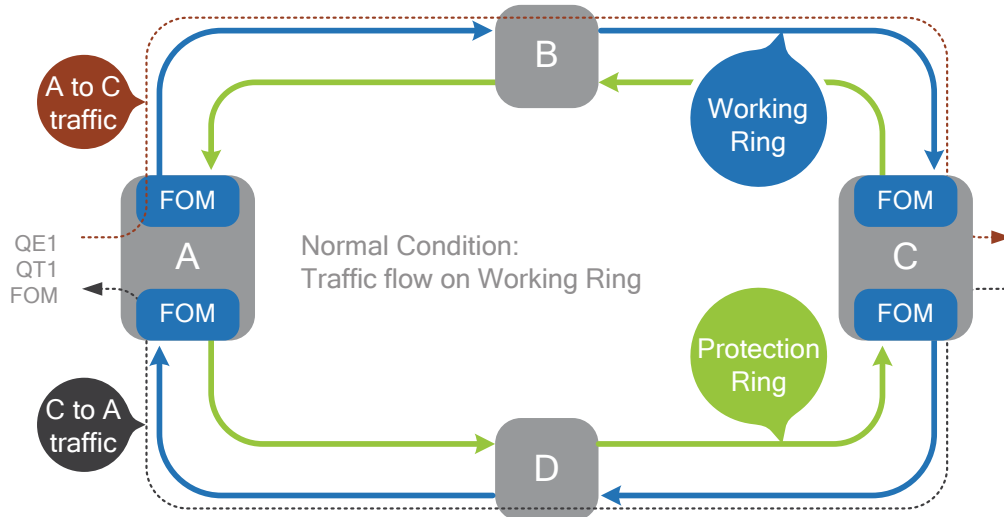 B
A to C
traffic
Working
Ring
FOM
FOM
QE1
QT1
FOM
A
Normal Condition:
Traffic flow on Working Ring
C
FOM
FOM
Protection
Ring
C to A
traffic
D